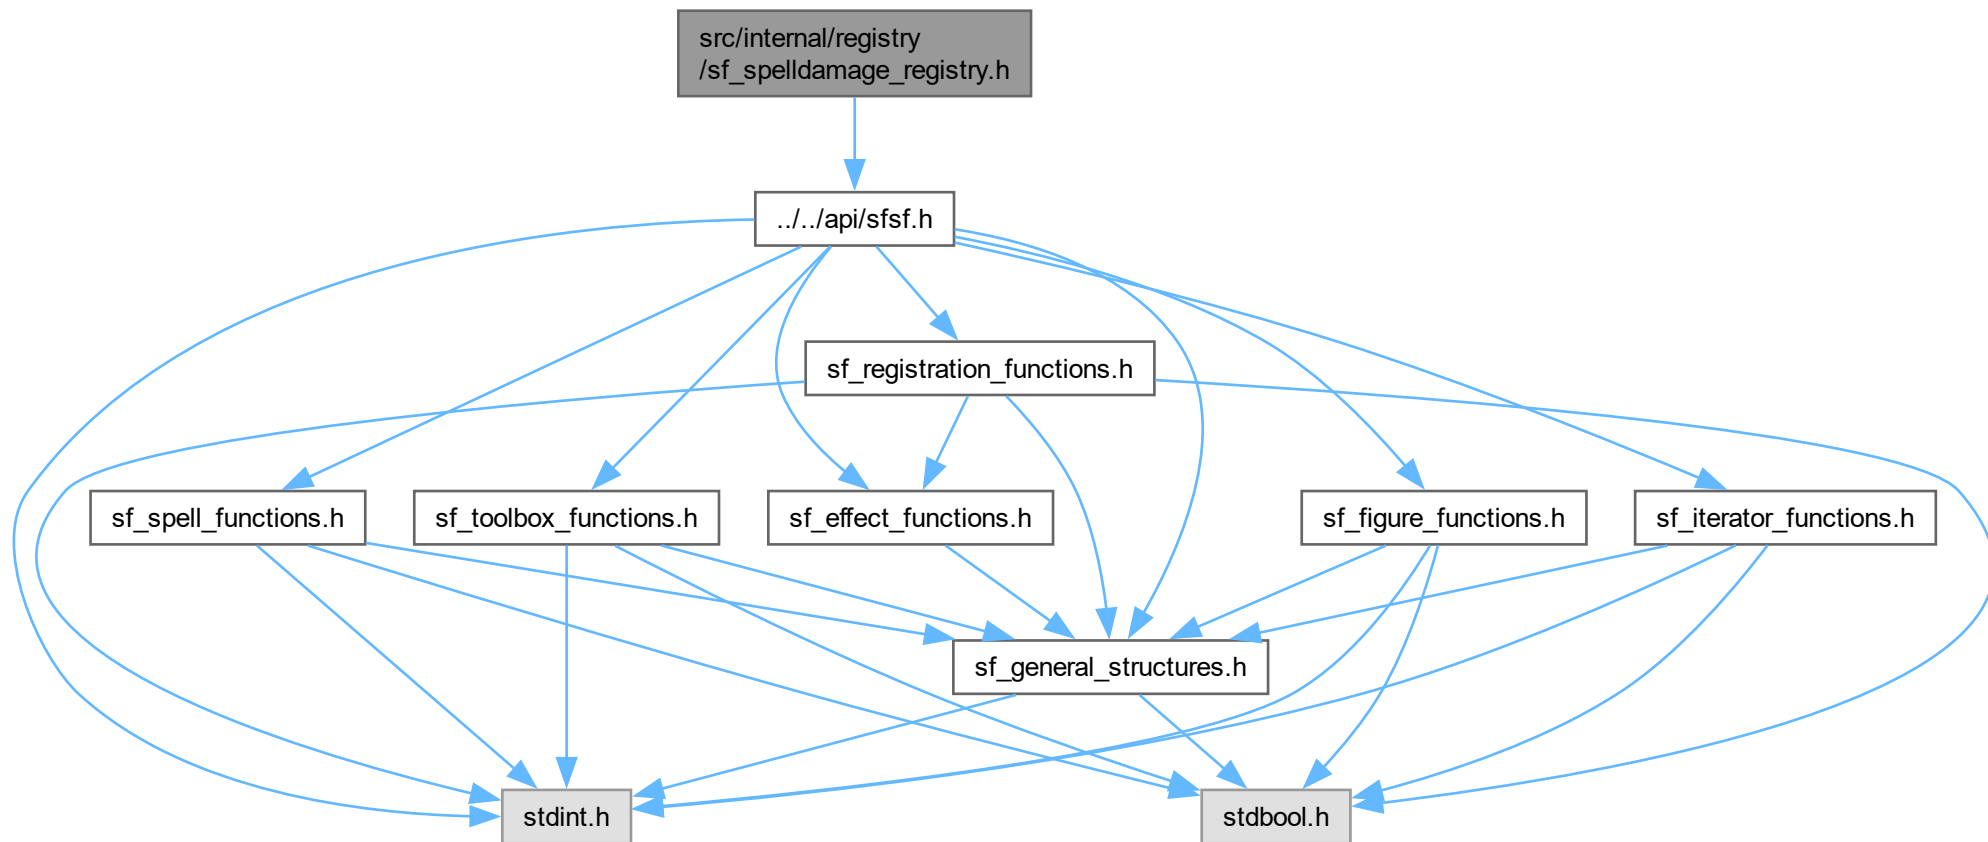 src/internal/registry
/sf_spelldamage_registry.h
../../api/sfsf.h
sf_registration_functions.h
sf_spell_functions.h
sf_toolbox_functions.h
sf_effect_functions.h
sf_figure_functions.h
sf_iterator_functions.h
sf_general_structures.h
stdint.h
stdbool.h